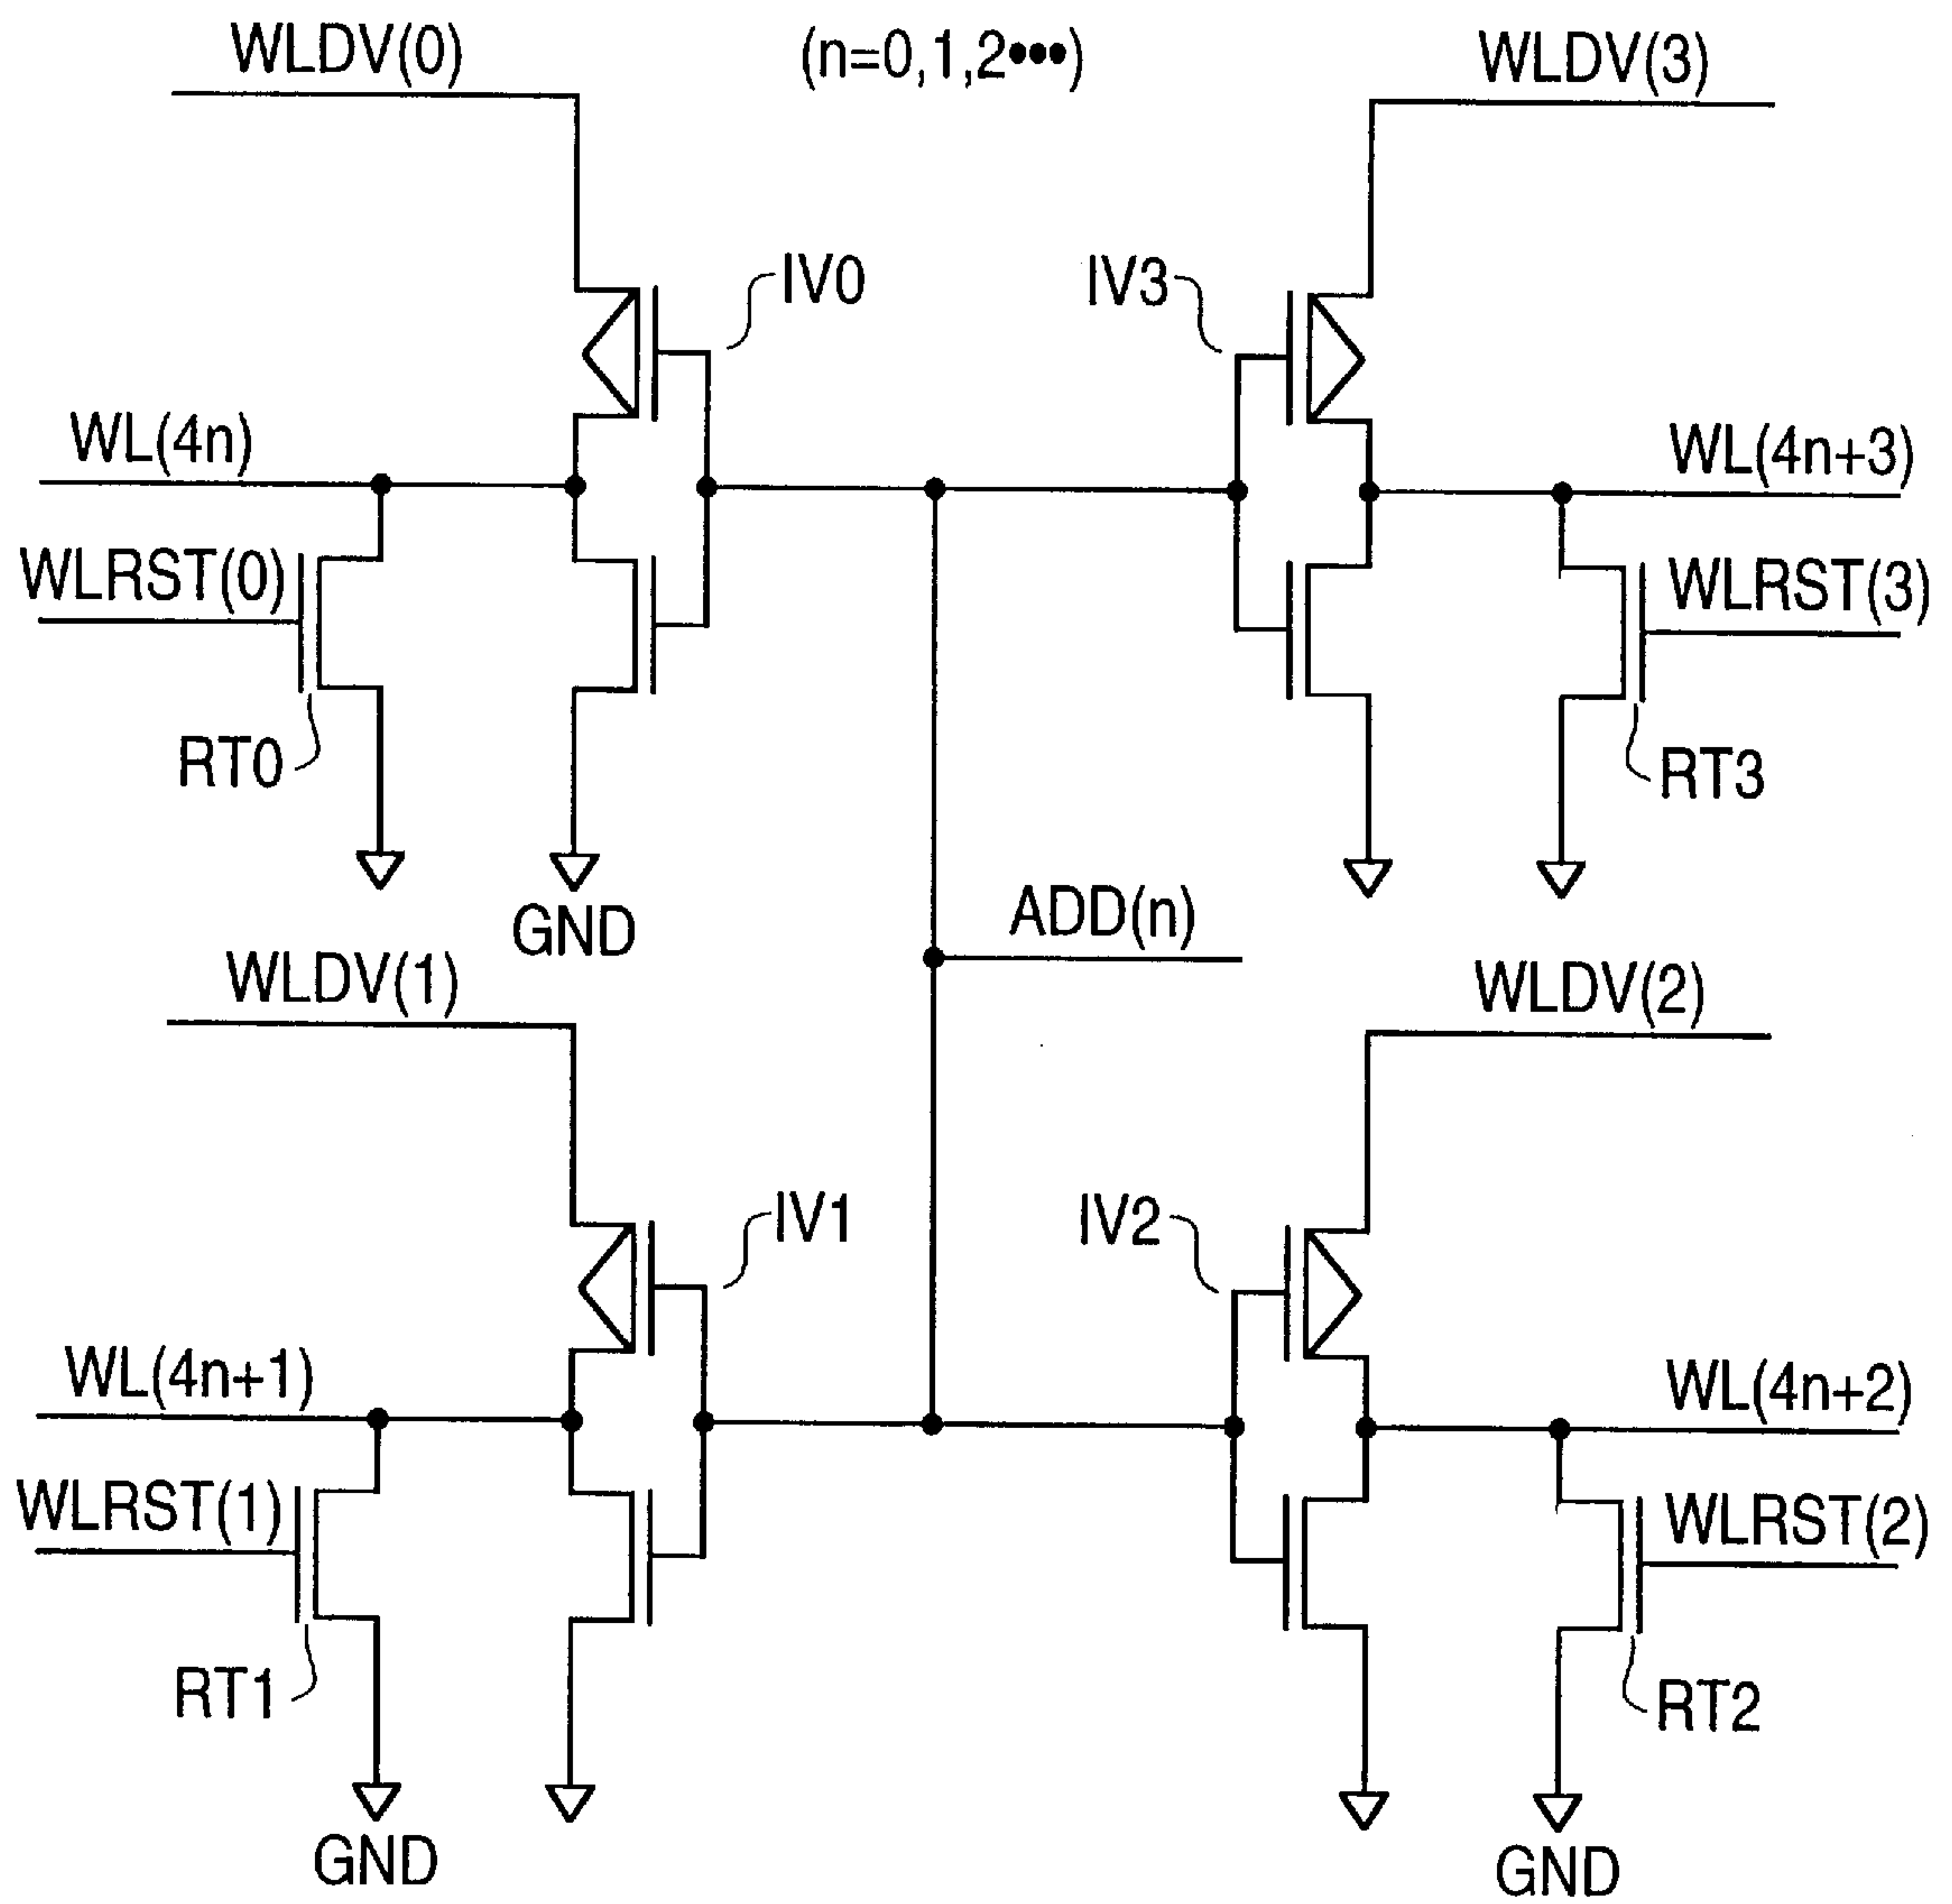 WLDV(0)
(n=0,1,2•••)
WLDV(3)
IV0
IV3
WL(4n)
WL(4n+3)
WLRST(0)
WLRST(3)
RT0
RT3
GND
ADD(n)
WLDV(1)
WLDV(2)
IV1
IV2
WL(4n+1)
WL(4n+2)
WLRST(1)
WLRST(2)
RT1
RT2
GND
GND